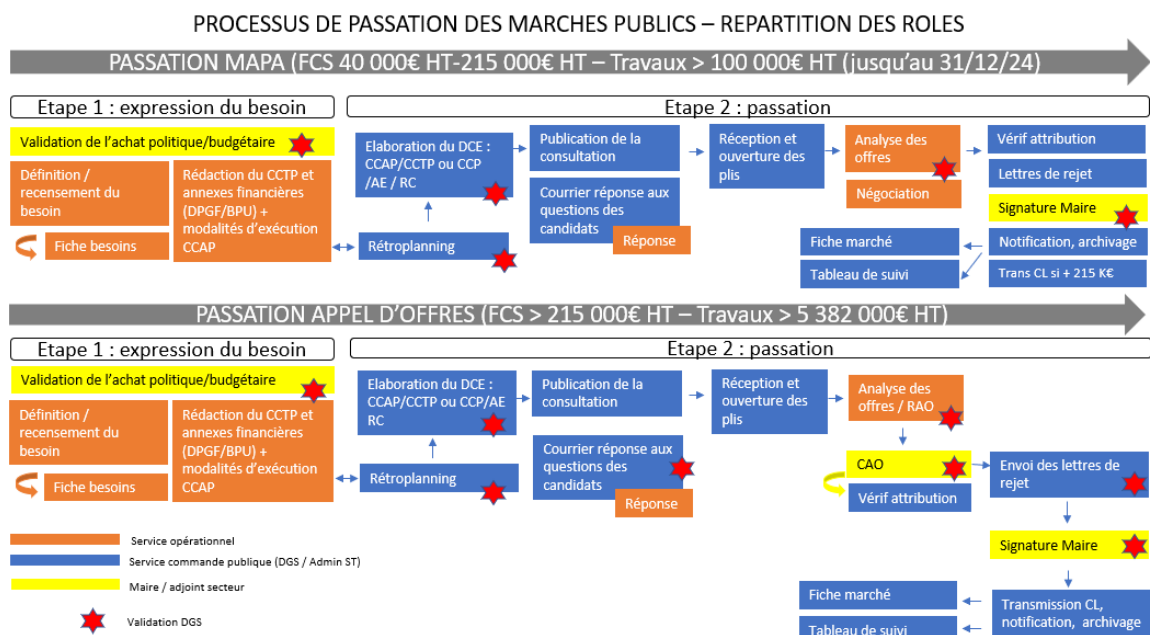 PROCESSUS DE PASSATION DES MARCHES PUBLICS – REPARTITION DES ROLES
PASSATION MAPA (FCS 40 000€ HT-215 000€ HT – Travaux > 100 000€ HT (jusqu'au 31/12/24)
Etape 1 : expression du besoin
Etape 2 : passation
Validation de l'achat politique/budgétaire
Définition /
recensement du
besoin
Fiche besoins
Rédaction du CCTP et
annexes financières
(DPGF/BPU) +
modalités d'exécution
CCAP
Elaboration du DCE :
CCAP/CCTP ou CCP
/AE / RC
Rétroplanning
Publication de la
consultation
Courrier réponse aux
questions des
candidats
Réponse
Réception et
ouverture des
plis
Analyse des
offres
Négociation
Vérif attribution
Lettres de rejet
Signature Maire
Notification, archivage
Trans CL si + 215 K€
Fiche marché
Tableau de suivi
PASSATION APPEL D'OFFRES (FCS > 215 000€ HT – Travaux > 5 382 000€ HT)
Etape 1 : expression du besoin
Etape 2 : passation
Validation de l'achat politique/budgétaire
Définition /
recensement du
besoin
Fiche besoins
Rédaction du CCTP et
annexes financières
(DPGF/BPU) +
modalités d'exécution
CCAP
Elaboration du DCE :
CCAP/CCTP ou CCP/AE
RC
Rétroplanning
Publication de la
consultation
Courrier réponse aux
questions des
candidats
Réponse
Réception et
ouverture des
plis
Analyse des
offres / RAO
CAO
Vérif attribution
Envoi des lettres de
rejet
Signature Maire
Transmission CL,
notification, archivage
Fiche marché
Tableau de suivi
Service opérationnel
Service commande publique (DGS / Admin ST)
Maire / adjoint secteur
Validation DGS